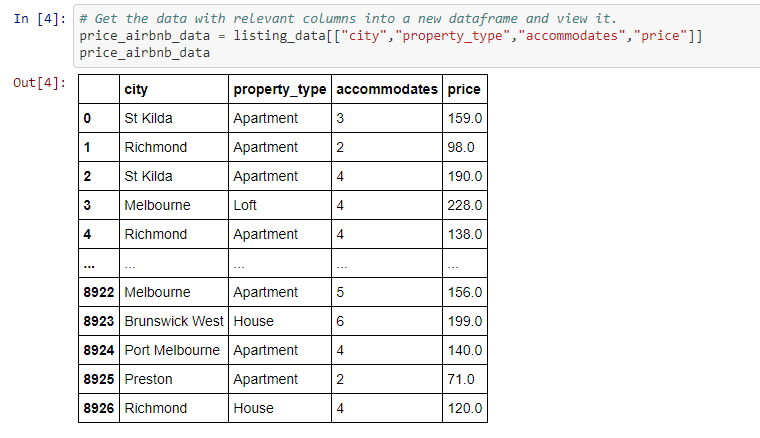 In [4]: # Get the data with relevant columns into a new dataframe and view it.
price_airbnb_data = listing_data[["city","property_type","accommodates","price"]]
price_airbnb_data
Out[4]:
city property_type accommodates price
0 St Kilda Apartment 3 159.0
1 Richmond Apartment 2 98.0
2 St Kilda Apartment 4 190.0
3 Melbourne Loft 4 228.0
4 Richmond Apartment 4 138.0
... ... ... ... ...
8922 Melbourne Apartment 5 156.0
8923 Brunswick West House 6 199.0
8924 Port Melbourne Apartment 4 140.0
8925 Preston Apartment 2 71.0
8926 Richmond House 4 120.0